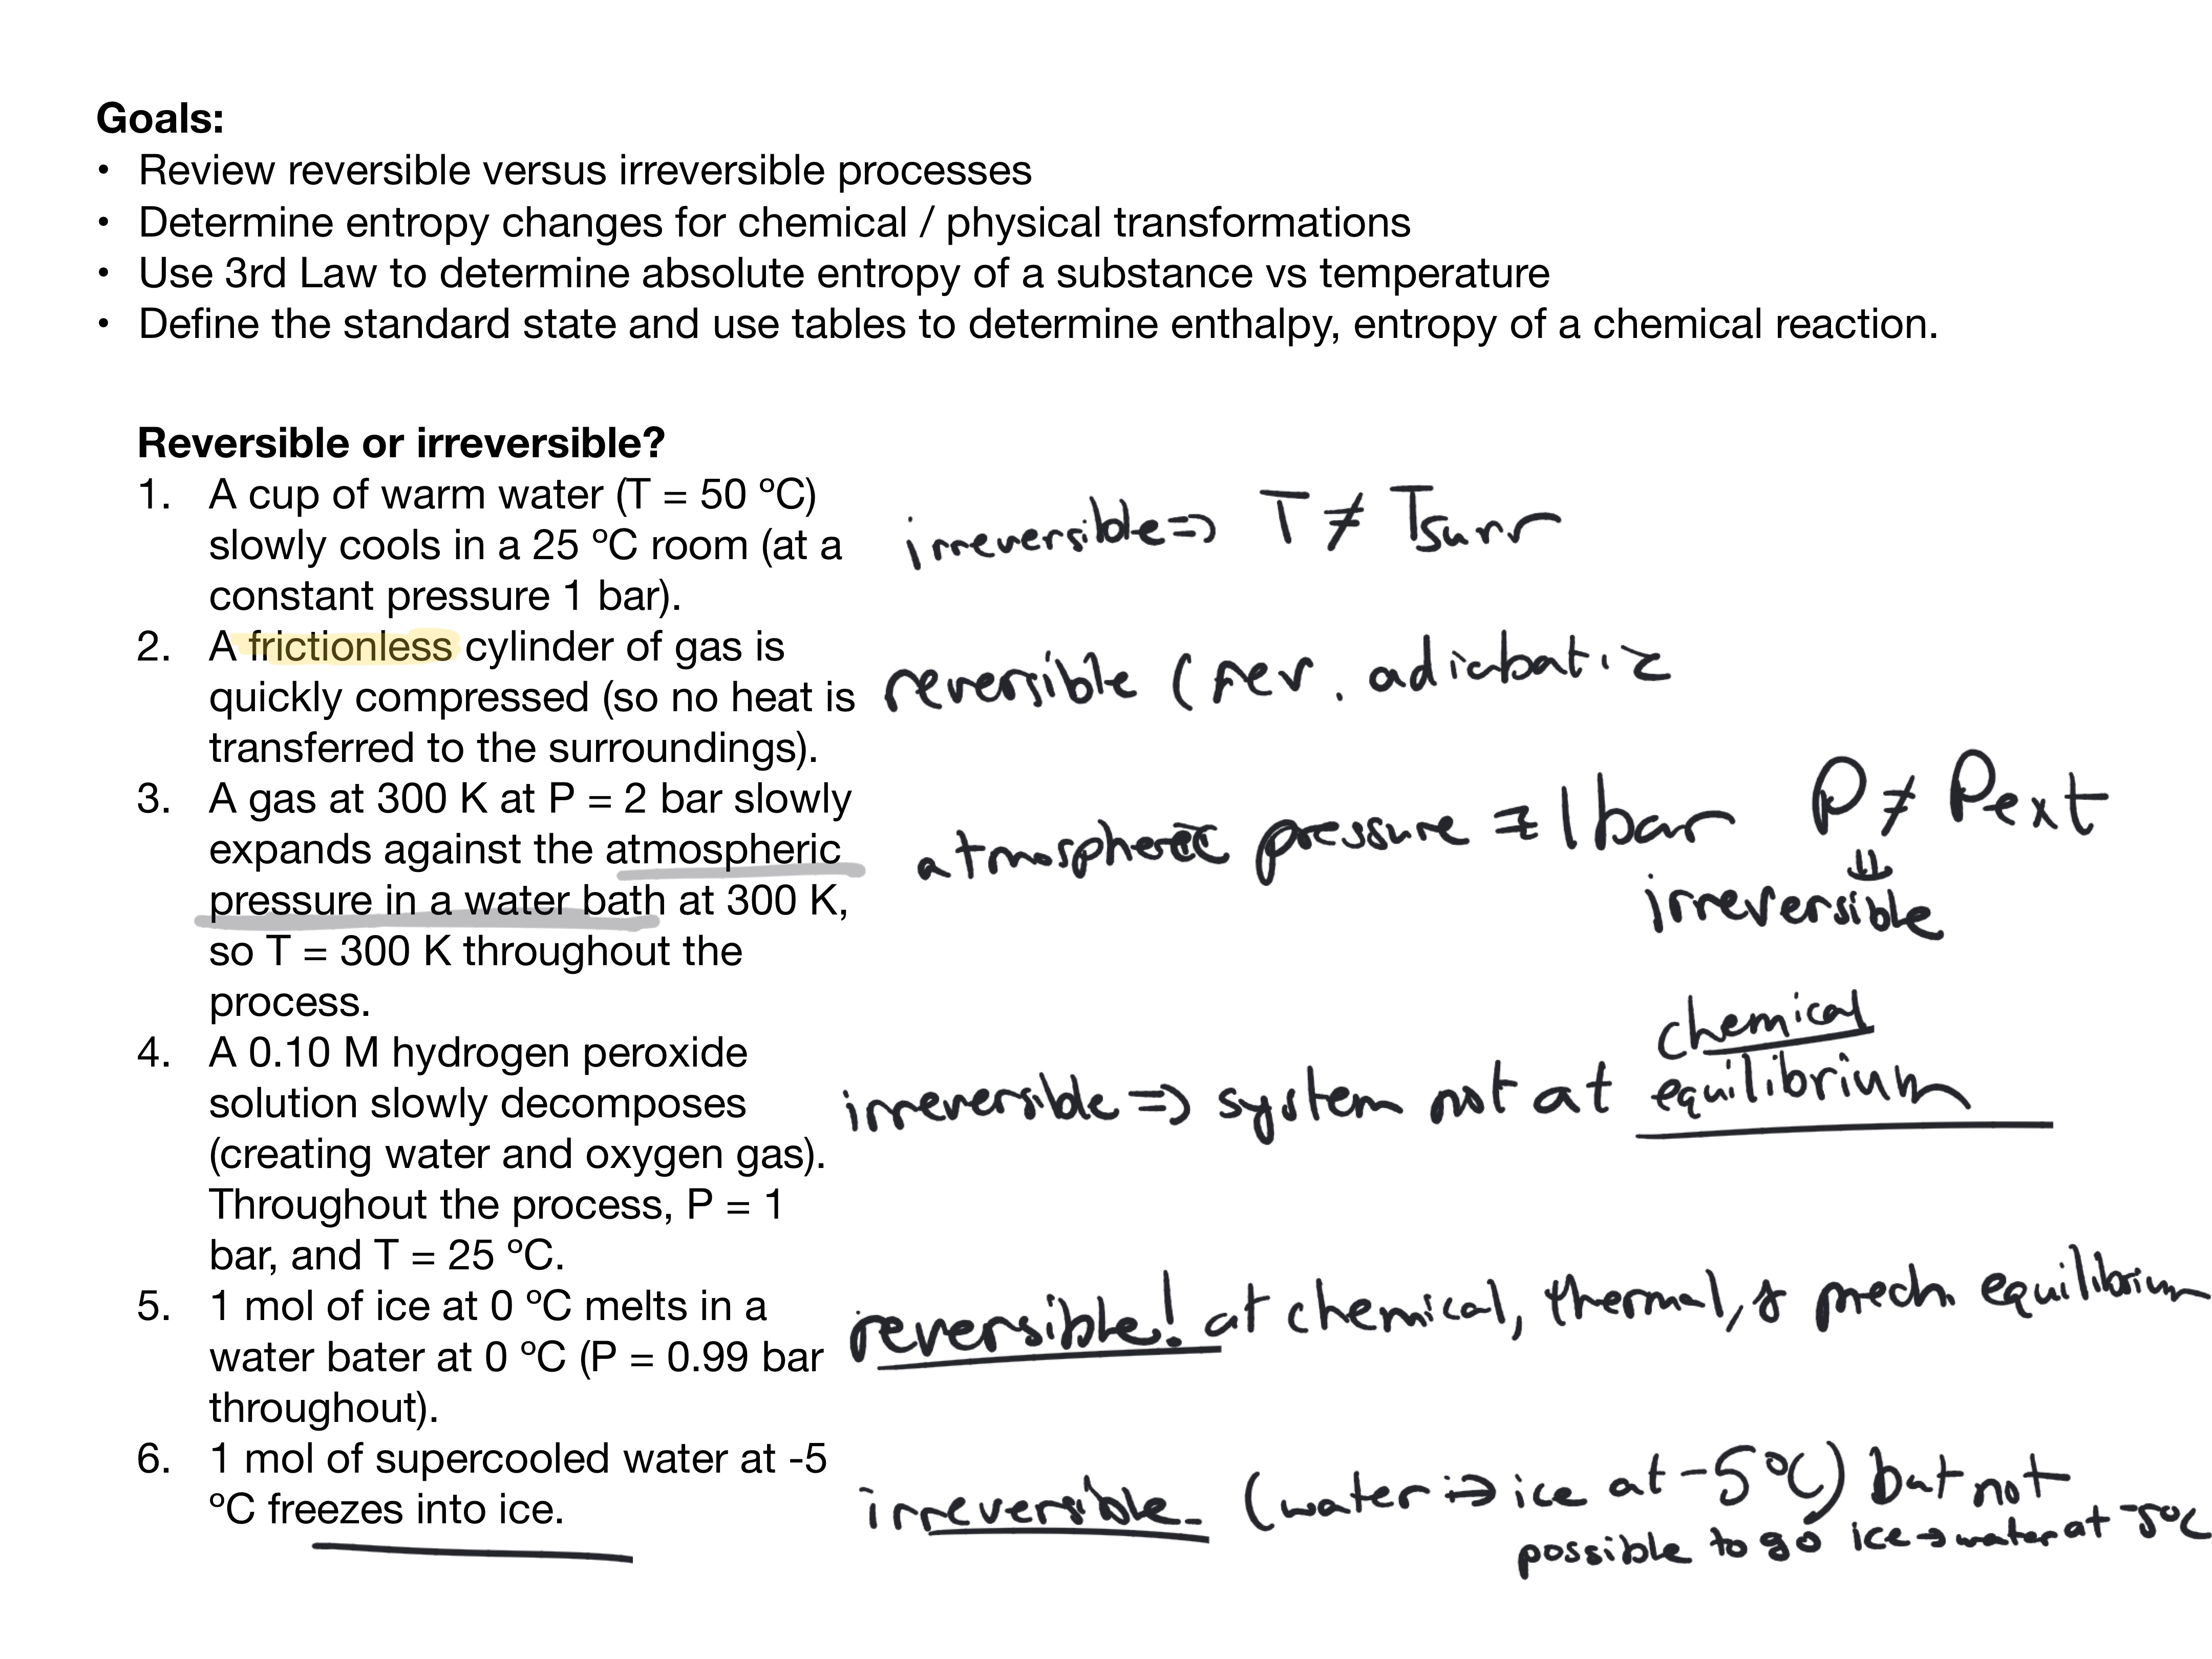 Goals:
• Review reversible versus irreversible processes
• Determine entropy changes for chemical / physical transformations
• Use 3rd Law to determine absolute entropy of a substance vs temperature
• Define the standard state and use tables to determine enthalpy, entropy of a chemical reaction.
Reversible or irreversible?
1. A cup of warm water (T = 50 ºC)
slowly cools in a 25 ºC room (at a
constant pressure 1 bar).
irreversible => T ≠ Tsurr
2. A frictionless cylinder of gas is
quickly compressed (so no heat is
transferred to the surroundings).
reversible (rev. adiabatic
3. A gas at 300 K at P = 2 bar slowly
expands against the atmospheric
pressure in a water bath at 300 K,
so T = 300 K throughout the
process.
atmospheric pressure = 1 bar P ≠ Pext
⇓
irreversible
4. A 0.10 M hydrogen peroxide
solution slowly decomposes
(creating water and oxygen gas).
Throughout the process, P = 1
bar, and T = 25 ºC.
irreversible => system not at chemical
equilibrium
5. 1 mol of ice at 0 ºC melts in a
water bater at 0 ºC (P = 0.99 bar
throughout).
reversible! at chemical, thermal, & mech. equilibrium
6. 1 mol of supercooled water at -5
ºC freezes into ice.
irreversible (water → ice at -5ºC) but not
possible to go ice → water at -5ºC